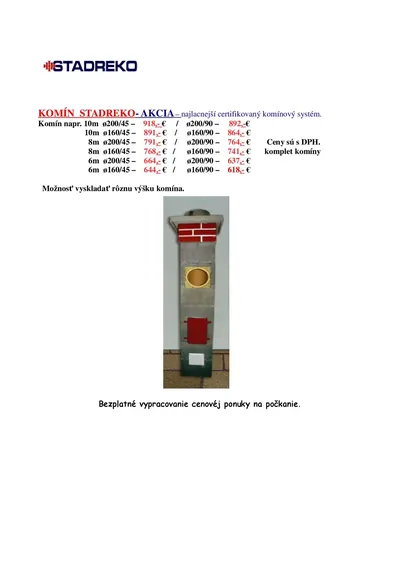 STADREKO
KOMÍN STADREKO- AKCIA – najlacnejší certifikovaný komínový systém.
Komín napr. 10m ø200/45 – 918,- € / ø200/90 – 892,-€
10m ø160/45 – 891,- € / ø160/90 – 864,- €
8m ø200/45 – 791,- € / ø200/90 – 764,- € Ceny sú s DPH.
8m ø160/45 – 768,- € / ø160/90 – 741,- € komplet komíny
6m ø200/45 – 664,- € / ø200/90 – 637,- €
6m ø160/45 – 644,- € / ø160/90 – 618,- €
Možnosť vyskladať rôznu výšku komína.
Bezplatné vypracovanie cenovéj ponuky na počkanie.